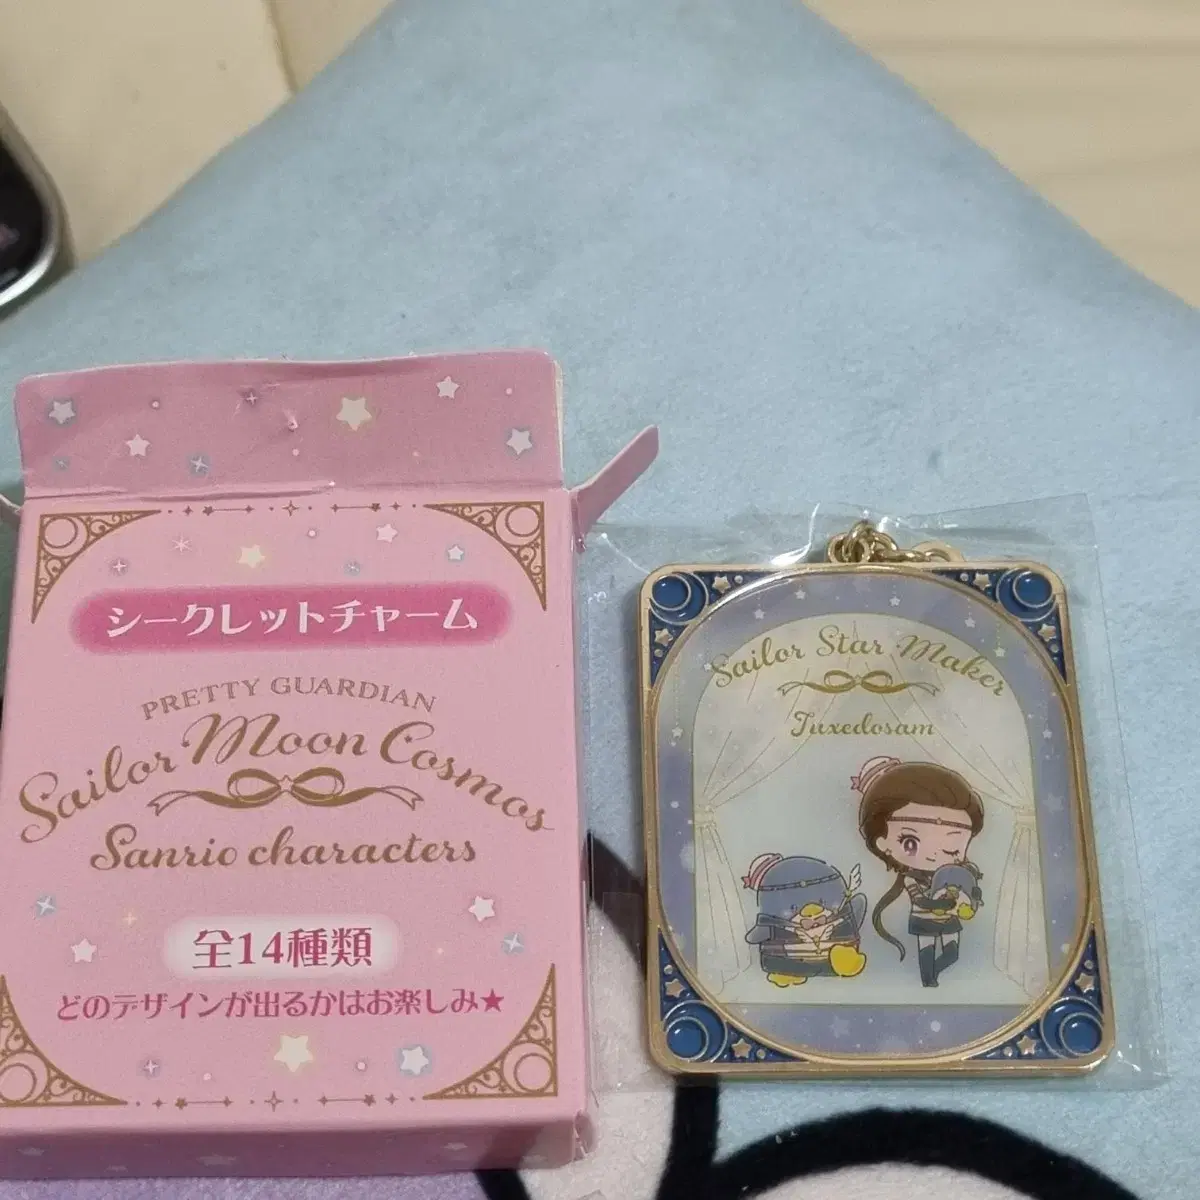 シークレットチャーム
PRETTY GUARDIAN
Sailor Moon Cosmos
Sanrio characters
全14種類
どのデザインが出るかはお楽しみ★
Sailor Star Maker
Tuxedosam